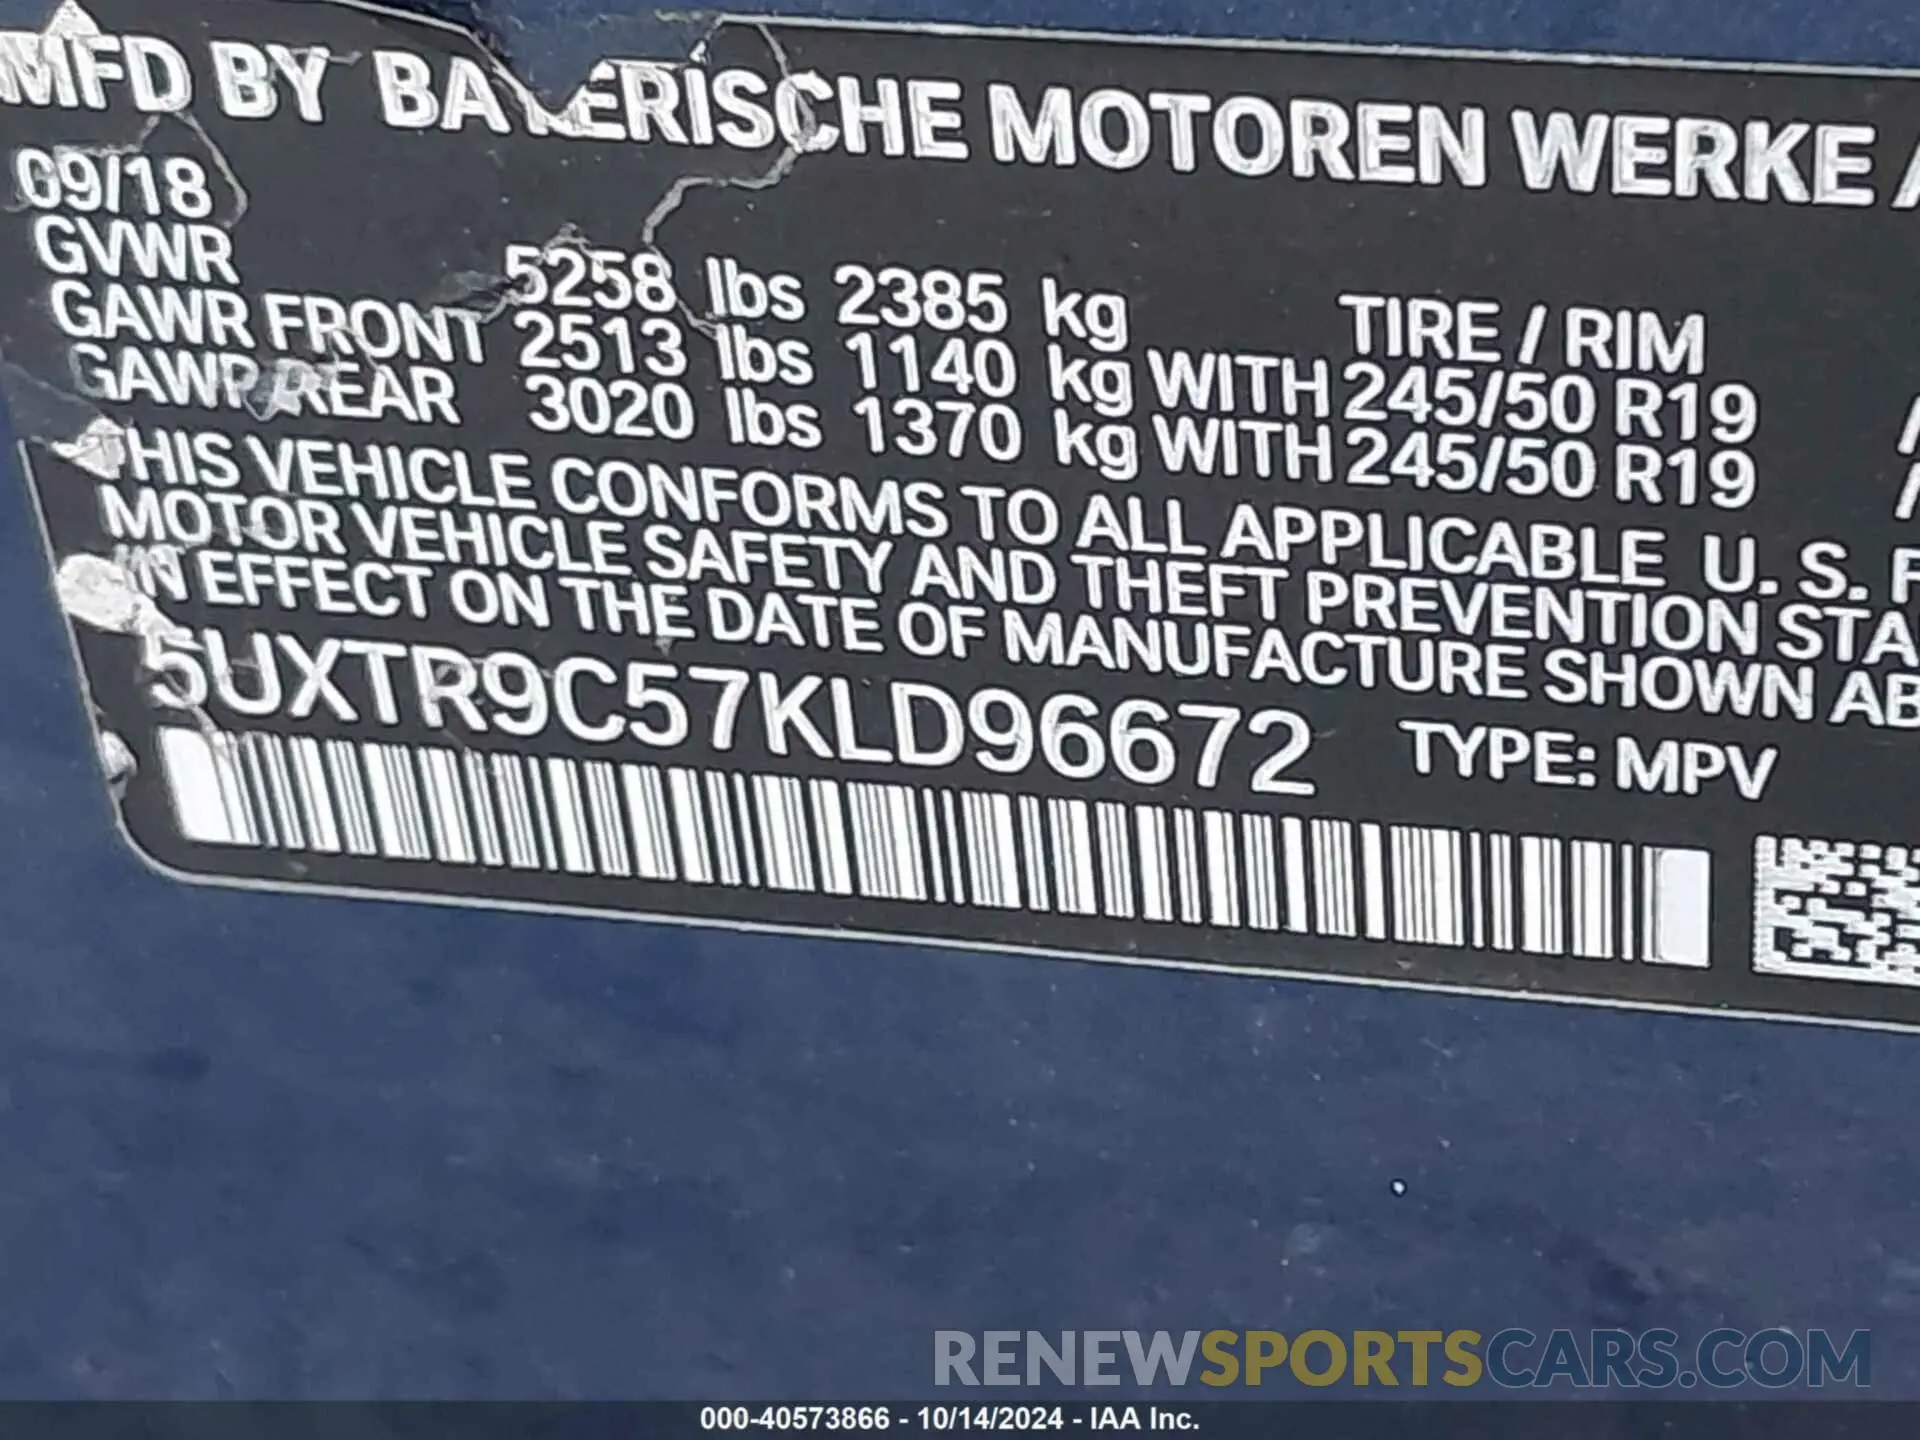 MFD BY BAYERISCHE MOTOREN WERKE
09/18
GVWR 5258 lbs 2385 kg TIRE / RIM
GAWR FRONT 2513 lbs 1140 kg WITH 245/50 R19 /
GAWR REAR 3020 lbs 1370 kg WITH 245/50 R19 /
THIS VEHICLE CONFORMS TO ALL APPLICABLE U. S. F
MOTOR VEHICLE SAFETY AND THEFT PREVENTION STA
IN EFFECT ON THE DATE OF MANUFACTURE SHOWN AB
5UXTR9C57KLD96672 TYPE: MPV
RENEWSPORTSCARS.COM
000-40573866 - 10/14/2024 - IAA Inc.